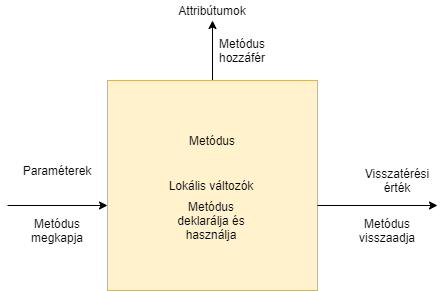 Attribútumok
Metódus
hozzáfér
Metódus
Paraméterek
Metódus
megkapja
Lokális változók
Metódus
deklarálja és
használja
Visszatérési
érték
Metódus
visszaadja